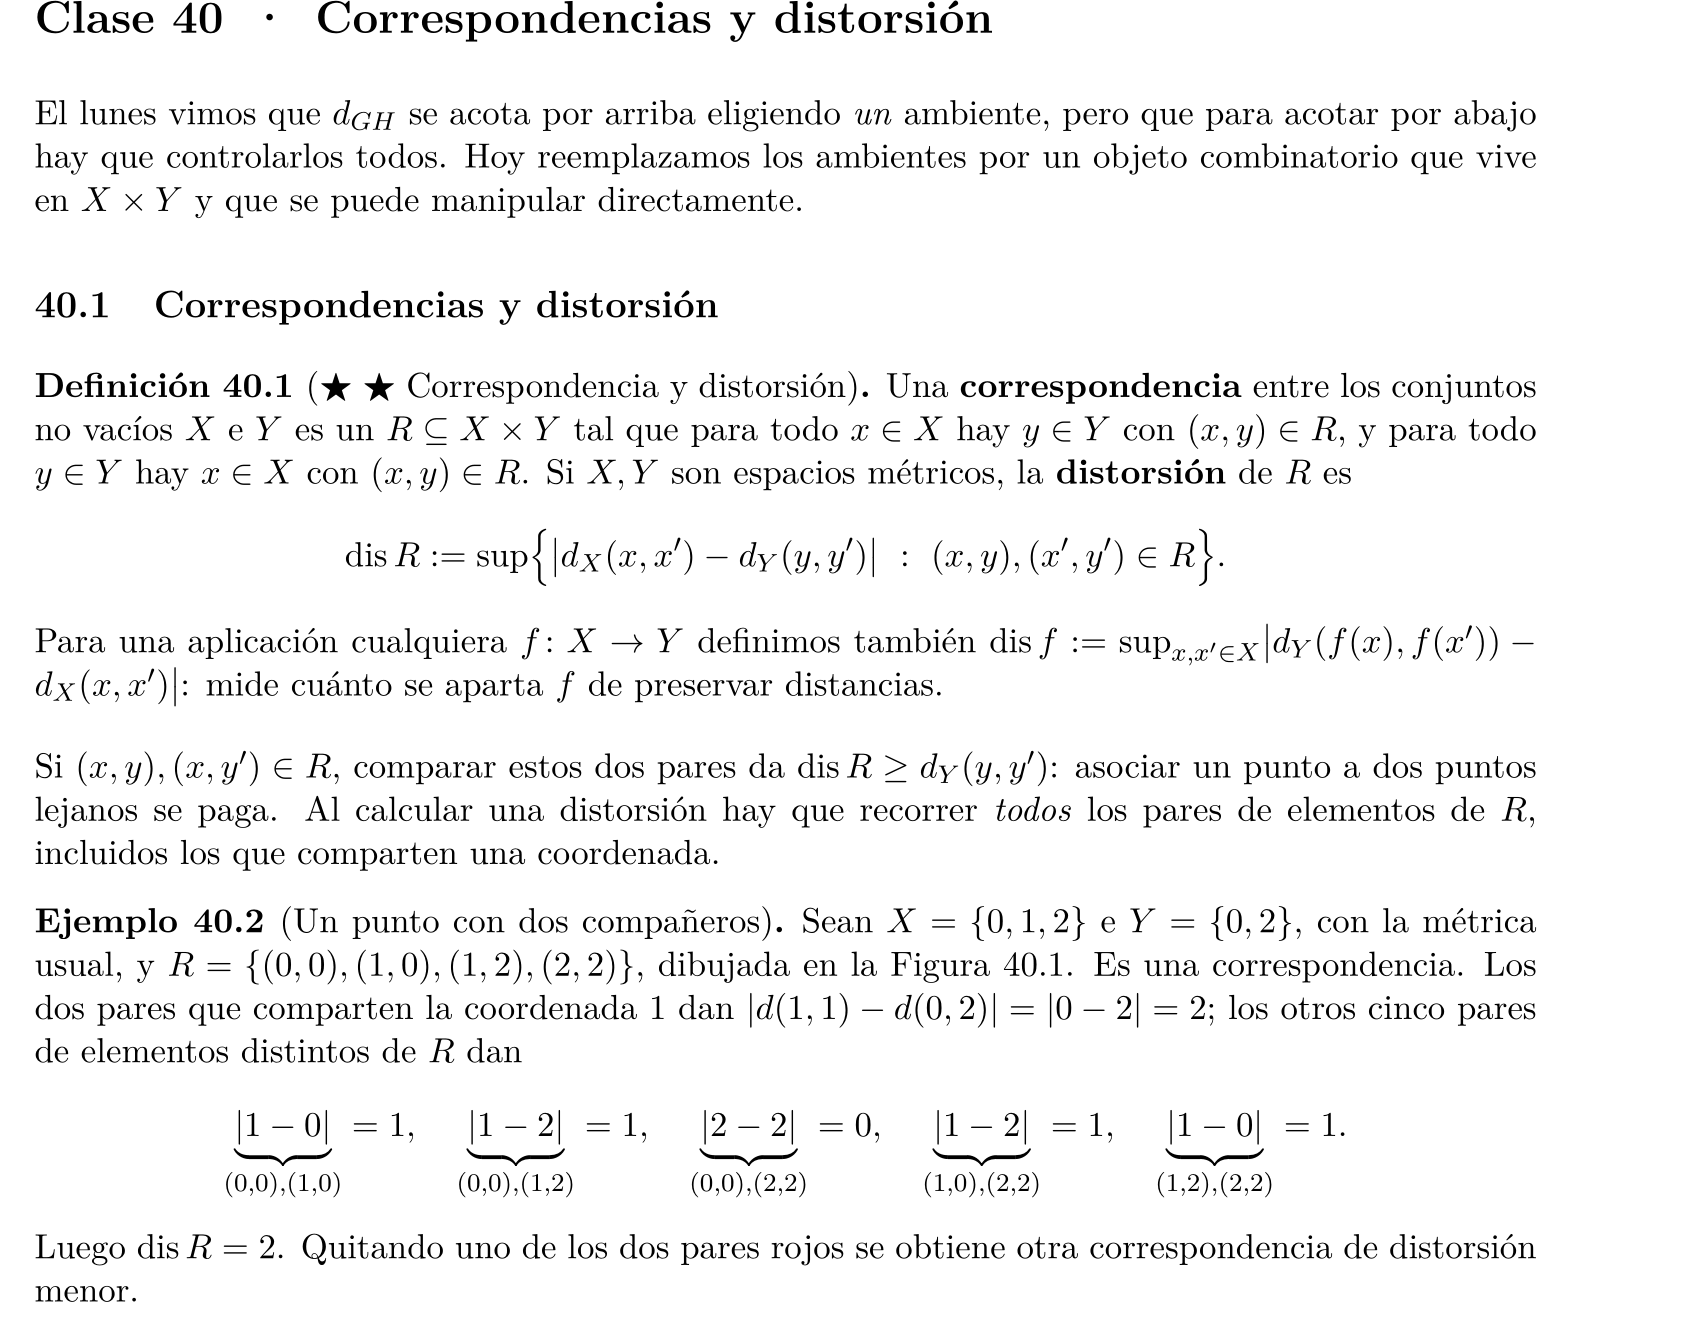 Clase 40 · Correspondencias y distorsión
El lunes vimos que d_{GH} se acota por arriba eligiendo un ambiente, pero que para acotar por abajo
hay que controlarlos todos. Hoy reemplazamos los ambientes por un objeto combinatorio que vive
en X × Y y que se puede manipular directamente.
40.1 Correspondencias y distorsión
Definición 40.1 (★ ★ Correspondencia y distorsión). Una correspondencia entre los conjuntos
no vacíos X e Y es un R ⊆ X × Y tal que para todo x ∈ X hay y ∈ Y con (x, y) ∈ R, y para todo
y ∈ Y hay x ∈ X con (x, y) ∈ R. Si X, Y son espacios métricos, la distorsión de R es
dis R := sup{|d_X(x, x′) − d_Y(y, y′)| : (x, y), (x′, y′) ∈ R}.
Para una aplicación cualquiera f : X → Y definimos también dis f := sup_{x,x′∈X}|d_Y(f(x), f(x′)) −
d_X(x, x′)|: mide cuánto se aparta f de preservar distancias.
Si (x, y), (x, y′) ∈ R, comparar estos dos pares da dis R ≥ d_Y(y, y′): asociar un punto a dos puntos
lejanos se paga. Al calcular una distorsión hay que recorrer todos los pares de elementos de R,
incluidos los que comparten una coordenada.
Ejemplo 40.2 (Un punto con dos compañeros). Sean X = {0, 1, 2} e Y = {0, 2}, con la métrica
usual, y R = {(0, 0), (1, 0), (1, 2), (2, 2)}, dibujada en la Figura 40.1. Es una correspondencia. Los
dos pares que comparten la coordenada 1 dan |d(1, 1) − d(0, 2)| = |0 − 2| = 2; los otros cinco pares
de elementos distintos de R dan
|1 − 0| = 1, |1 − 2| = 1, |2 − 2| = 0, |1 − 2| = 1, |1 − 0| = 1.
(0,0),(1,0) (0,0),(1,2) (0,0),(2,2) (1,0),(2,2) (1,2),(2,2)
Luego dis R = 2. Quitando uno de los dos pares rojos se obtiene otra correspondencia de distorsión
menor.